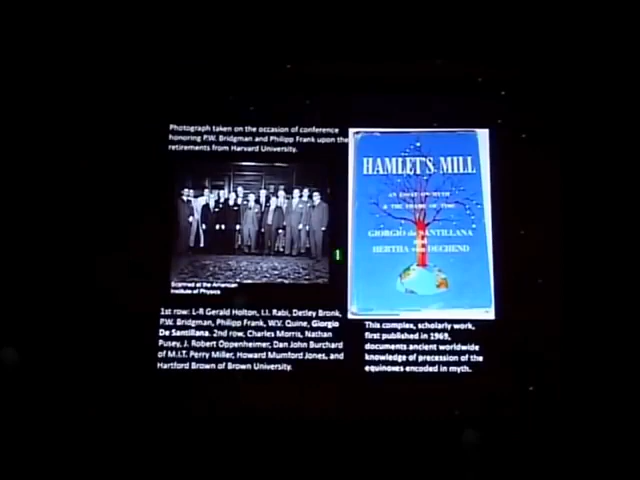 Photograph taken on the occasion of conference
honoring P.W. Bridgman and Philipp Frank upon the
retirements from Harvard University.
HAMLET'S MILL
AN ESSAY ON MYTH
& THE FRAME OF TIME
GIORGIO de SANTILLANA
and
HERTHA von DECHEND
Scanned at the American
Institute of Physics
1st row: L-R Gerald Holton, I.I. Rabi, Detley Bronk,
P.W. Bridgman, Philipp Frank, W.V. Quine, Giorgio
De Santillana. 2nd row, Charles Morris, Nathan
Pusey, J. Robert Oppenheimer, Dan John Burchard
of M.I.T. Perry Miller, Howard Mumford Jones, and
Hartford Brown of Brown University.
This complex, scholarly work,
first published in 1969,
documents ancient worldwide
knowledge of precession of the
equinoxes encoded in myth.